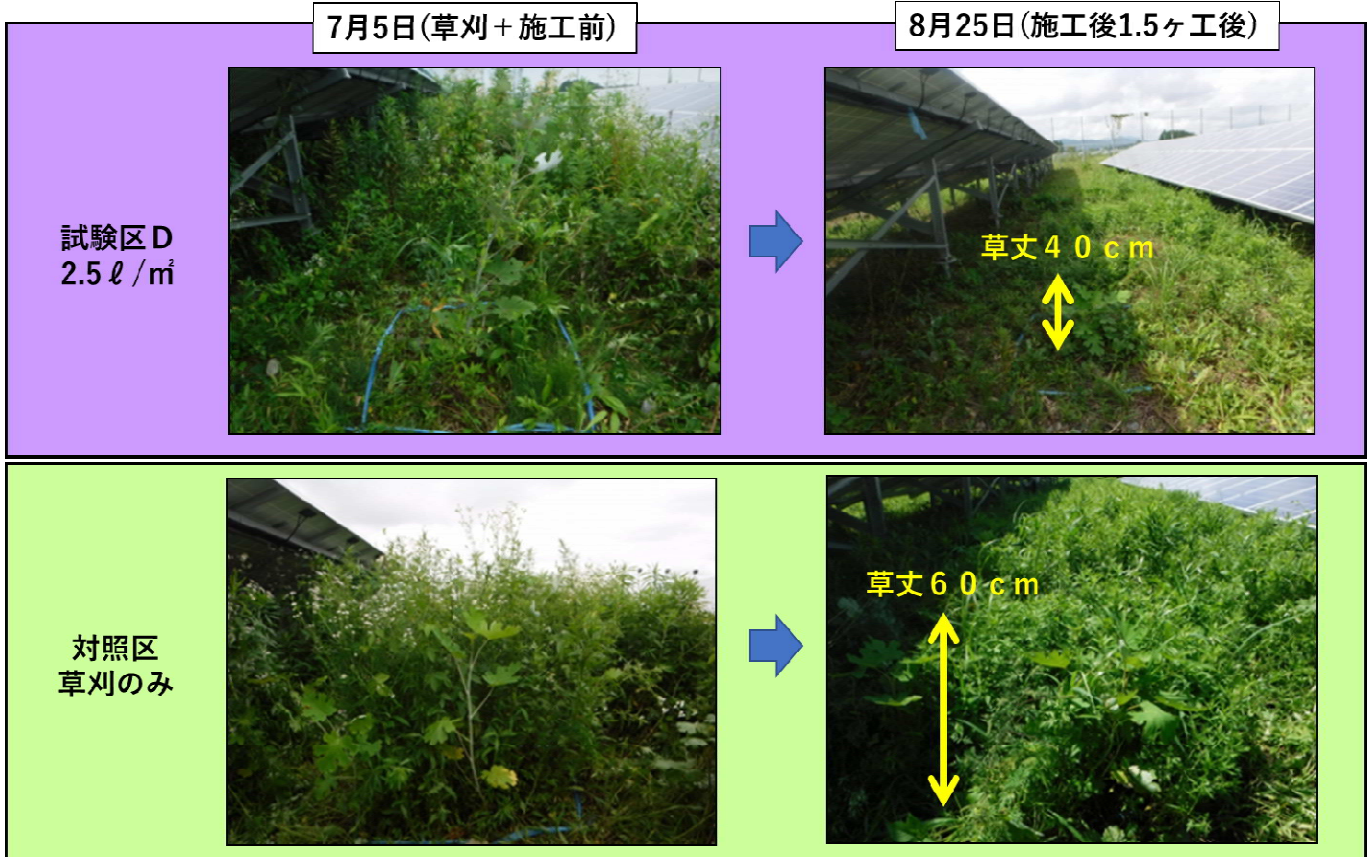 7月5日(草刈＋施工前)
8月25日(施工後1.5ヶ工後)
試験区Ｄ
2.5ℓ/㎡
草丈４０ｃｍ
対照区
草刈のみ
草丈６０ｃｍ